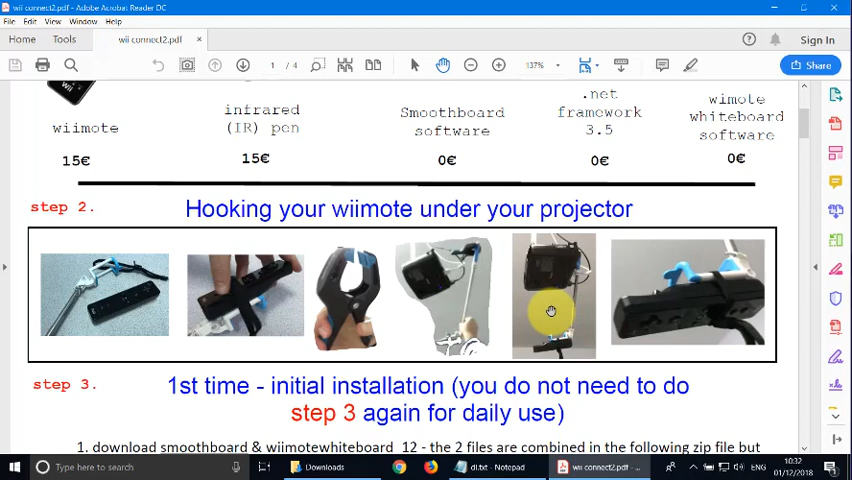 wii connect2.pdf - Adobe Acrobat Reader DC
File Edit View Window Help
Home Tools wii connect2.pdf × Sign In
1 / 4 137% Share
wii
wiimote
infrared
(IR) pen
Smoothboard
software
.net
framework
3.5
wimote
whiteboard
software
15€ 15€ 0€ 0€ 0€
step 2. Hooking your wiimote under your projector
step 3. 1st time - initial installation (you do not need to do
step 3 again for daily use)
1. download smoothboard & wiimotewhiteboard_12 - the 2 files are combined in the following zip file but
Type here to search Downloads dl.txt - Notepad wii connect2.pdf - ... ENG 10:32
01/12/2018